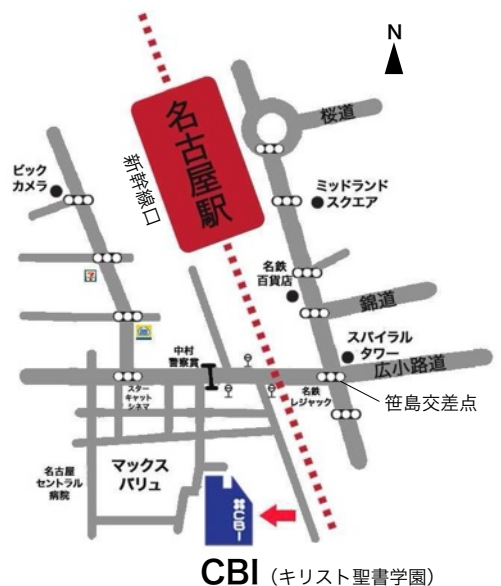 N
桜道
名古屋駅
新幹線口
ビック
カメラ
ミッドランド
スクエア
7
名鉄
百貨店
錦道
スパイラル
タワー
中村
警察貫
広小路道
スター
キャット
シネマ
名鉄
レジャック
笹島交差点
マックス
バリュ
名古屋
セントラル
病院
CBI
CBI (キリスト聖書学園)